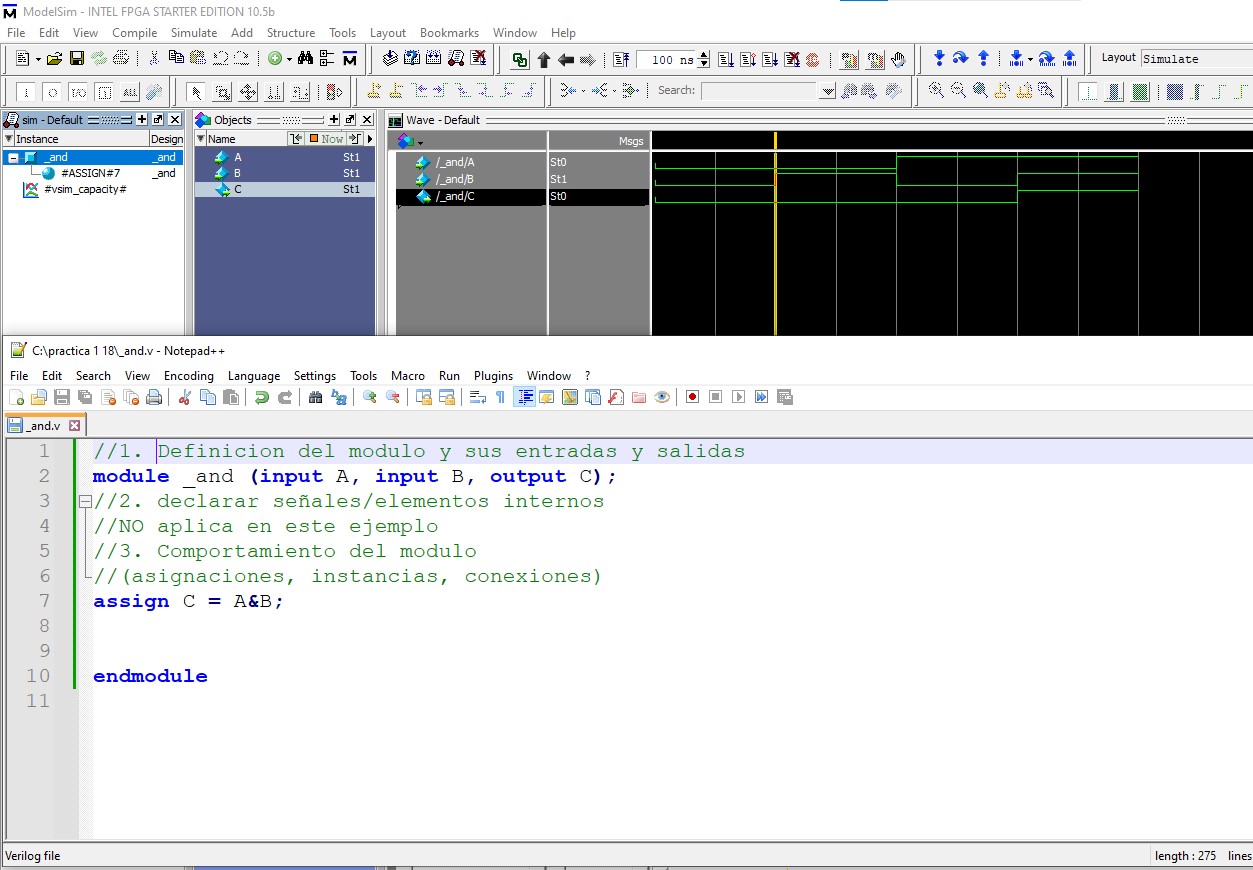 ModelSim - INTEL FPGA STARTER EDITION 10.5b
File Edit View Compile Simulate Add Structure Tools Layout Bookmarks Window Help
100 ns
Layout Simulate
Search:
sim - Default
Instance Design
_and _and
#ASSIGN#7 _and
#vsim_capacity#
Objects
Name Now
A St1
B St1
C St1
Wave - Default
Msgs
/_and/A St0
/_and/B St1
/_and/C St0
C:\practica 1 18\_and.v - Notepad++
File Edit Search View Encoding Language Settings Tools Macro Run Plugins Window ?
_and.v
1 //1. Definicion del modulo y sus entradas y salidas
2 module _and (input A, input B, output C);
3 //2. declarar señales/elementos internos
4 //NO aplica en este ejemplo
5 //3. Comportamiento del modulo
6 //(asignaciones, instancias, conexiones)
7 assign C = A&B;
8
9
10 endmodule
11
Verilog file length : 275 lines